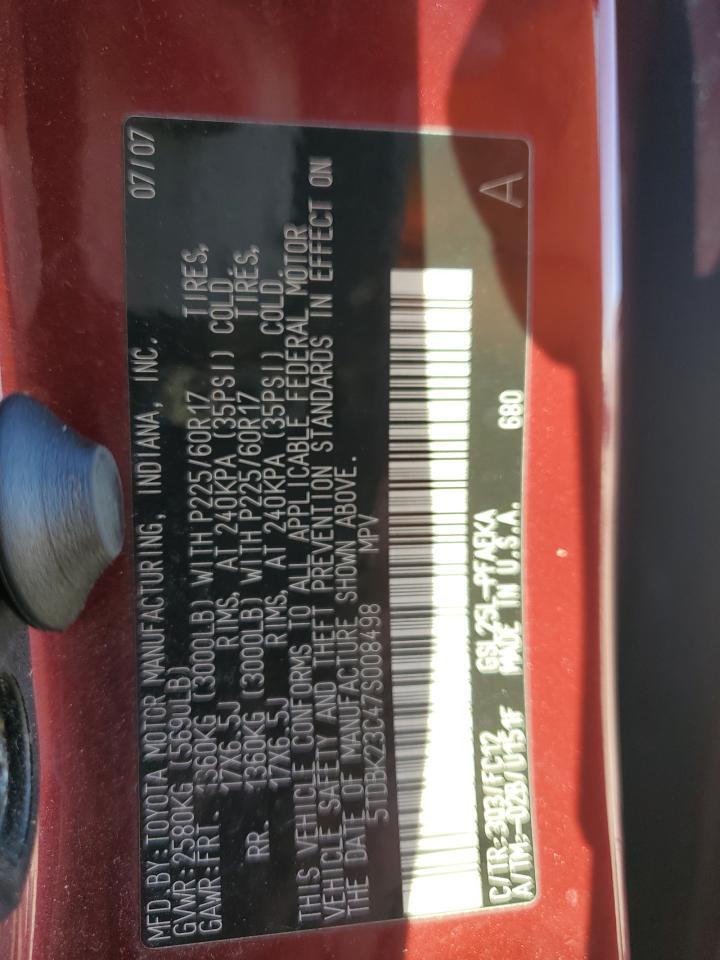 MFD.BY:TOYOTA MOTOR MANUFACTURING, INDIANA, INC. 07/07
GVWR:2580KG (5690LB)
GAWR:FRT. 1360KG (3000LB) WITH P225/60R17 TIRES,
17X6.5J RIMS, AT 240KPA (35PSI) COLD.
RR. 1360KG (3000LB) WITH P225/60R17 TIRES,
17X6.5J RIMS, AT 240KPA (35PSI) COLD.
THIS VEHICLE CONFORMS TO ALL APPLICABLE FEDERAL MOTOR
VEHICLE SAFETY AND THEFT PREVENTION STANDARDS IN EFFECT ON
THE DATE OF MANUFACTURE SHOWN ABOVE.
5TDBK23C47S008498 MPV
C/TR:3Q3/FC12 GSL25L-PFAEKA 680
A/TM:-02B/U151F MADE IN U.S.A. A